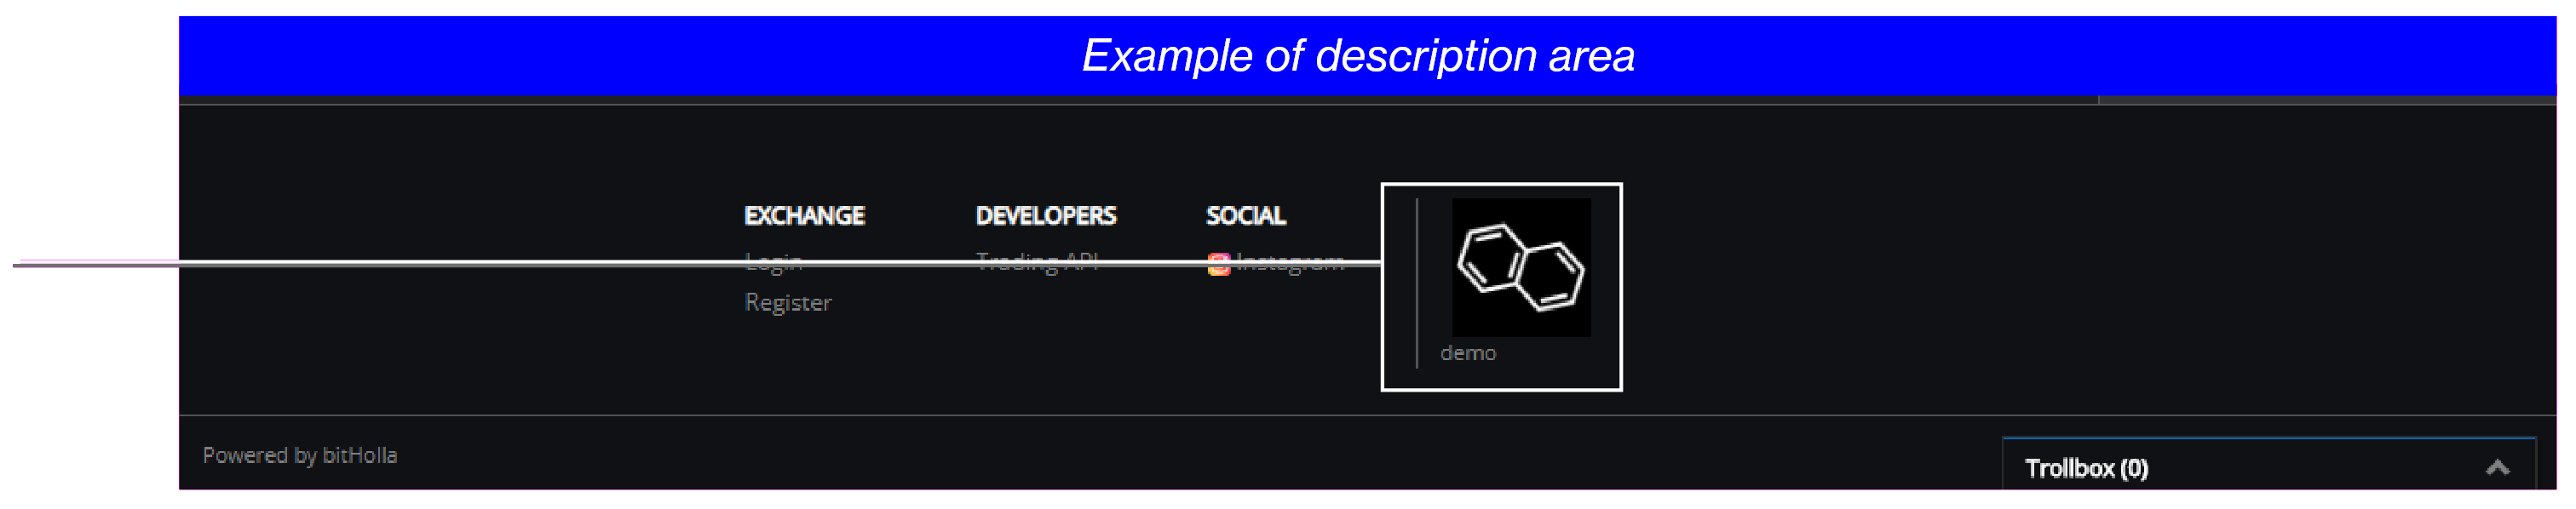 Example of description area
EXCHANGE
Login
Register
DEVELOPERS
Trading API
SOCIAL
Instagram
demo
Powered by bitHolla
Trollbox (0)